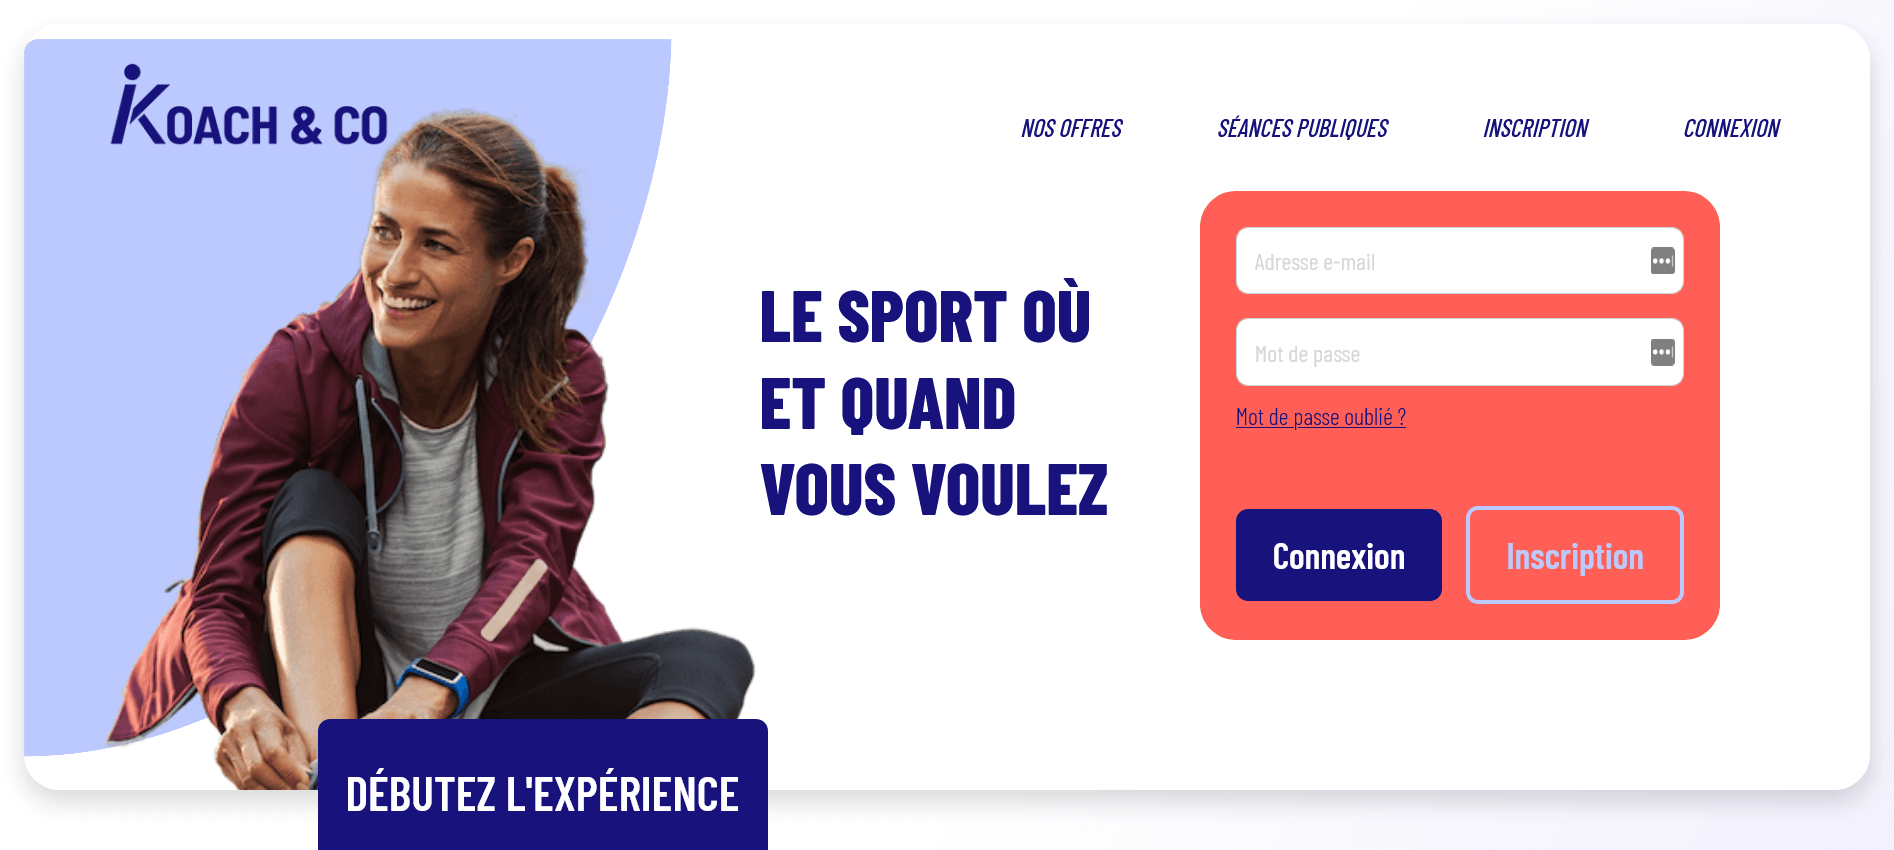 KOACH & CO
NOS OFFRES
SÉANCES PUBLIQUES
INSCRIPTION
CONNEXION
LE SPORT OÙ
ET QUAND
VOUS VOULEZ
Adresse e-mail
Mot de passe
Mot de passe oublié ?
Connexion
Inscription
DÉBUTEZ L'EXPÉRIENCE